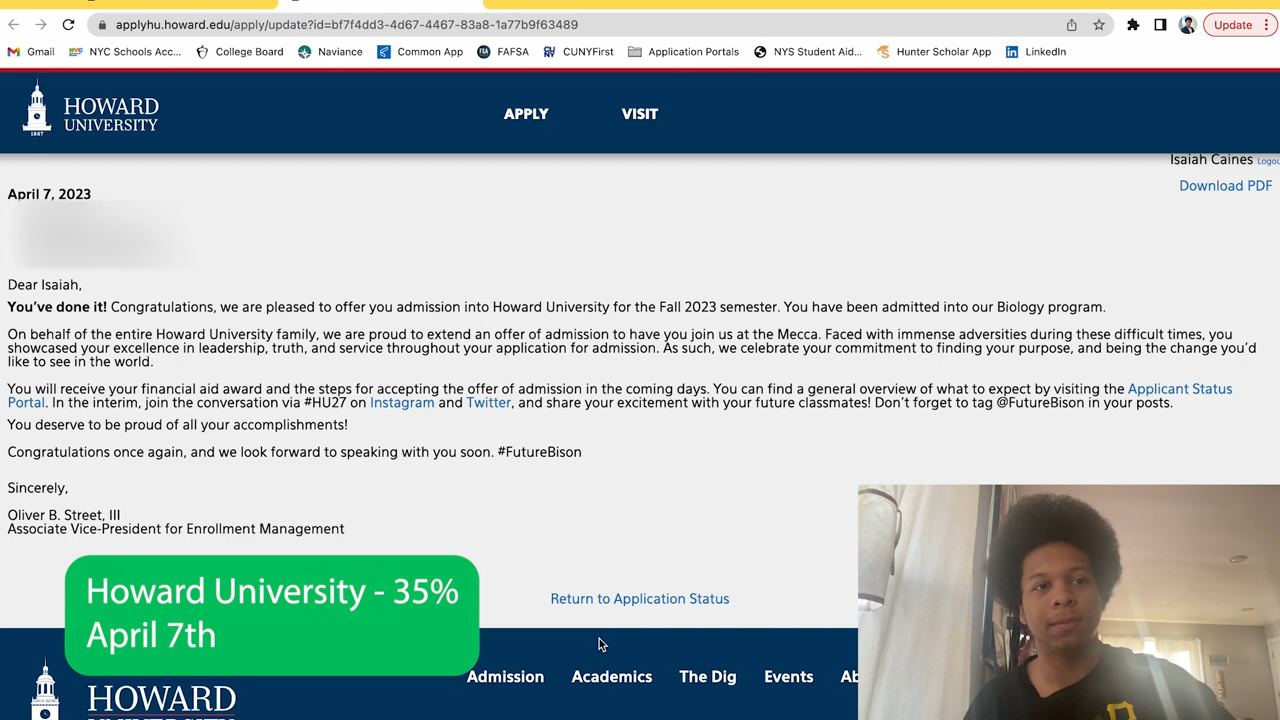 applyhu.howard.edu/apply/update?id=bf7f4dd3-4d67-4467-83a8-1a77b9f63489
Update
Gmail NYC Schools Acc... College Board Naviance Common App FAFSA CUNYFirst Application Portals NYS Student Aid... Hunter Scholar App LinkedIn
HOWARD
UNIVERSITY
1867
APPLY VISIT
Isaiah Caines Logou
Download PDF
April 7, 2023
Dear Isaiah,
You've done it! Congratulations, we are pleased to offer you admission into Howard University for the Fall 2023 semester. You have been admitted into our Biology program.
On behalf of the entire Howard University family, we are proud to extend an offer of admission to have you join us at the Mecca. Faced with immense adversities during these difficult times, you
showcased your excellence in leadership, truth, and service throughout your application for admission. As such, we celebrate your commitment to finding your purpose, and being the change you'd
like to see in the world.
You will receive your financial aid award and the steps for accepting the offer of admission in the coming days. You can find a general overview of what to expect by visiting the Applicant Status
Portal. In the interim, join the conversation via #HU27 on Instagram and Twitter, and share your excitement with your future classmates! Don't forget to tag @FutureBison in your posts.
You deserve to be proud of all your accomplishments!
Congratulations once again, and we look forward to speaking with you soon. #FutureBison
Sincerely,
Oliver B. Street, III
Associate Vice-President for Enrollment Management
Howard University - 35%
April 7th
Return to Application Status
Admission Academics The Dig Events Ab
HOWARD
UNIVERSITY